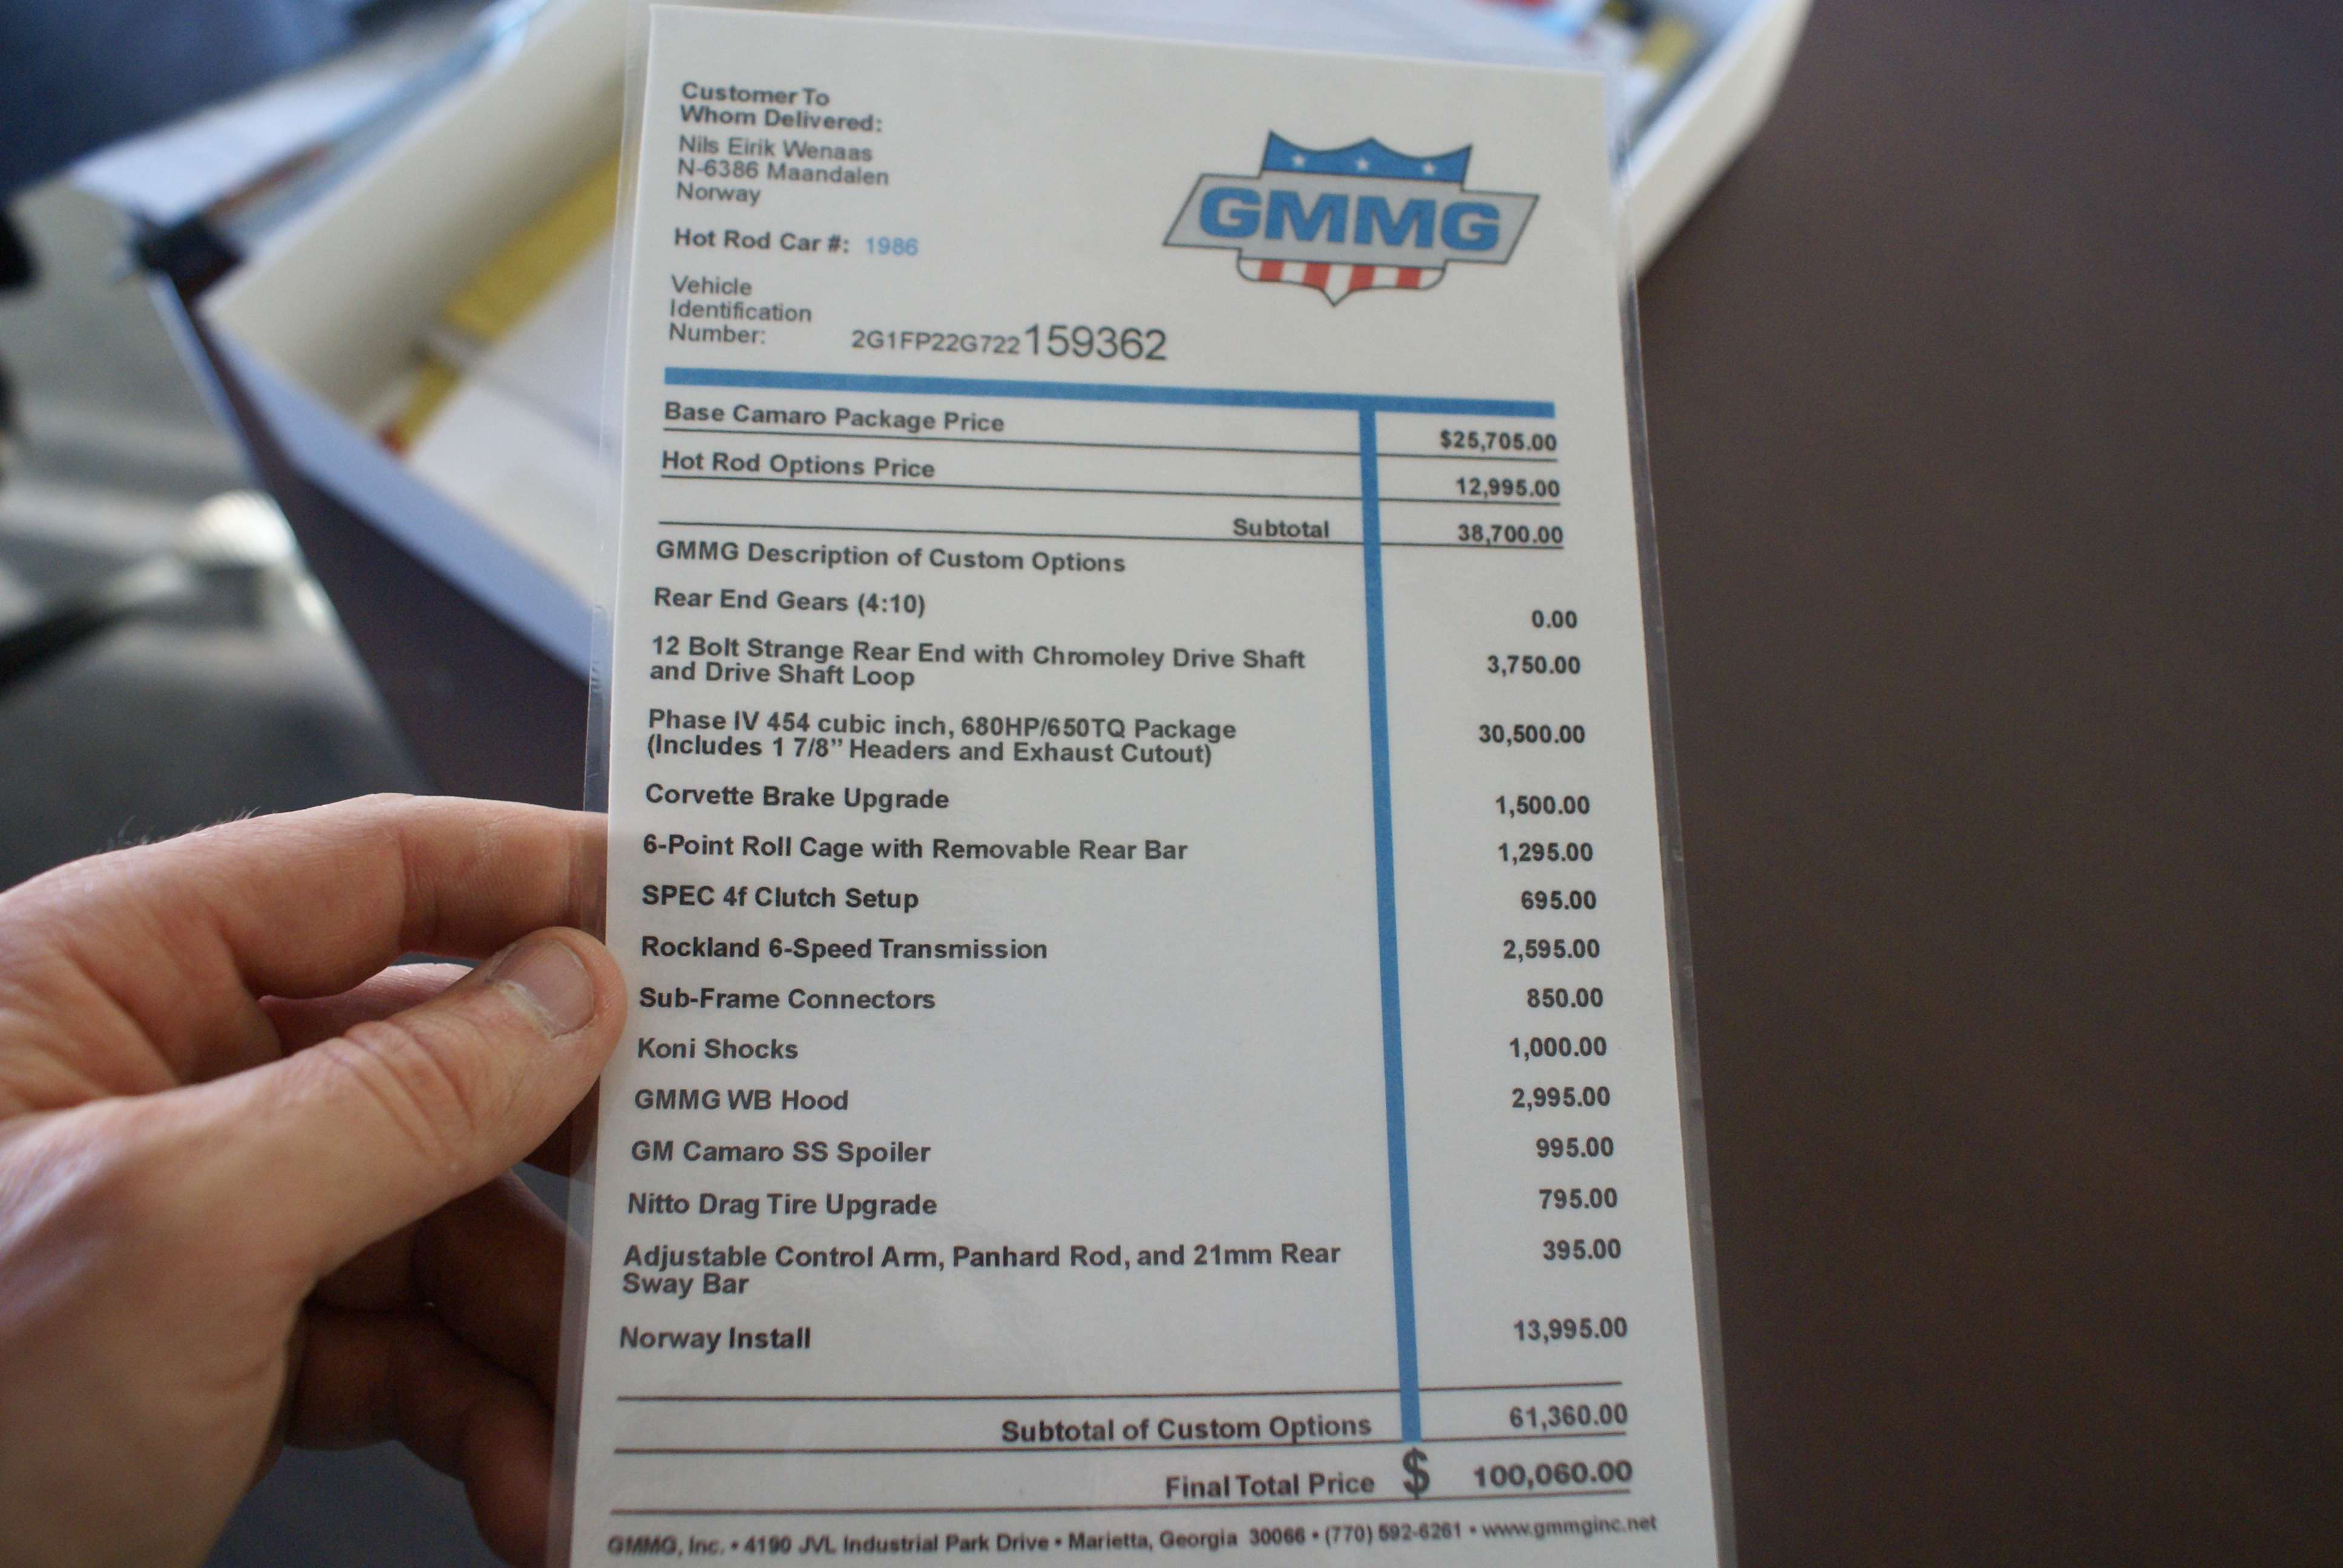 Customer To
Whom Delivered:
Nils Eirik Wenaas
N-6386 Maandalen
Norway
GMMG
Hot Rod Car #: 1986
Vehicle
Identification
Number: 2G1FP22G722159362
Base Camaro Package Price $25,705.00
Hot Rod Options Price 12,995.00
Subtotal 38,700.00
GMMG Description of Custom Options
Rear End Gears (4:10) 0.00
12 Bolt Strange Rear End with Chromoley Drive Shaft 3,750.00
and Drive Shaft Loop
Phase IV 454 cubic inch, 680HP/650TQ Package 30,500.00
(Includes 1 7/8” Headers and Exhaust Cutout)
Corvette Brake Upgrade 1,500.00
6-Point Roll Cage with Removable Rear Bar 1,295.00
SPEC 4f Clutch Setup 695.00
Rockland 6-Speed Transmission 2,595.00
Sub-Frame Connectors 850.00
Koni Shocks 1,000.00
GMMG WB Hood 2,995.00
GM Camaro SS Spoiler 995.00
Nitto Drag Tire Upgrade 795.00
Adjustable Control Arm, Panhard Rod, and 21mm Rear 395.00
Sway Bar
Norway Install 13,995.00
Subtotal of Custom Options 61,360.00
Final Total Price $ 100,060.00
GMMG, Inc. • 4190 JVL Industrial Park Drive • Marietta, Georgia 30066 • (770) 592-6261 • www.gmmginc.net